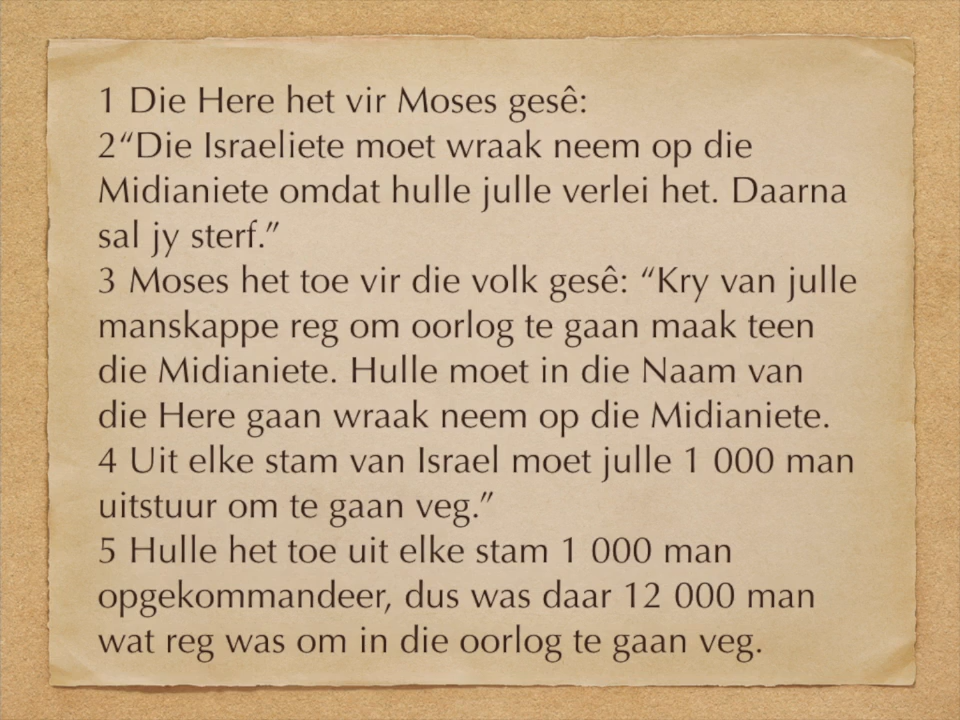 1 Die Here het vir Moses gesê:
2“Die Israeliete moet wraak neem op die
Midianiete omdat hulle julle verlei het. Daarna
sal jy sterf.”
3 Moses het toe vir die volk gesê: “Kry van julle
manskappe reg om oorlog te gaan maak teen
die Midianiete. Hulle moet in die Naam van
die Here gaan wraak neem op die Midianiete.
4 Uit elke stam van Israel moet julle 1 000 man
uitstuur om te gaan veg.”
5 Hulle het toe uit elke stam 1 000 man
opgekommandeer, dus was daar 12 000 man
wat reg was om in die oorlog te gaan veg.